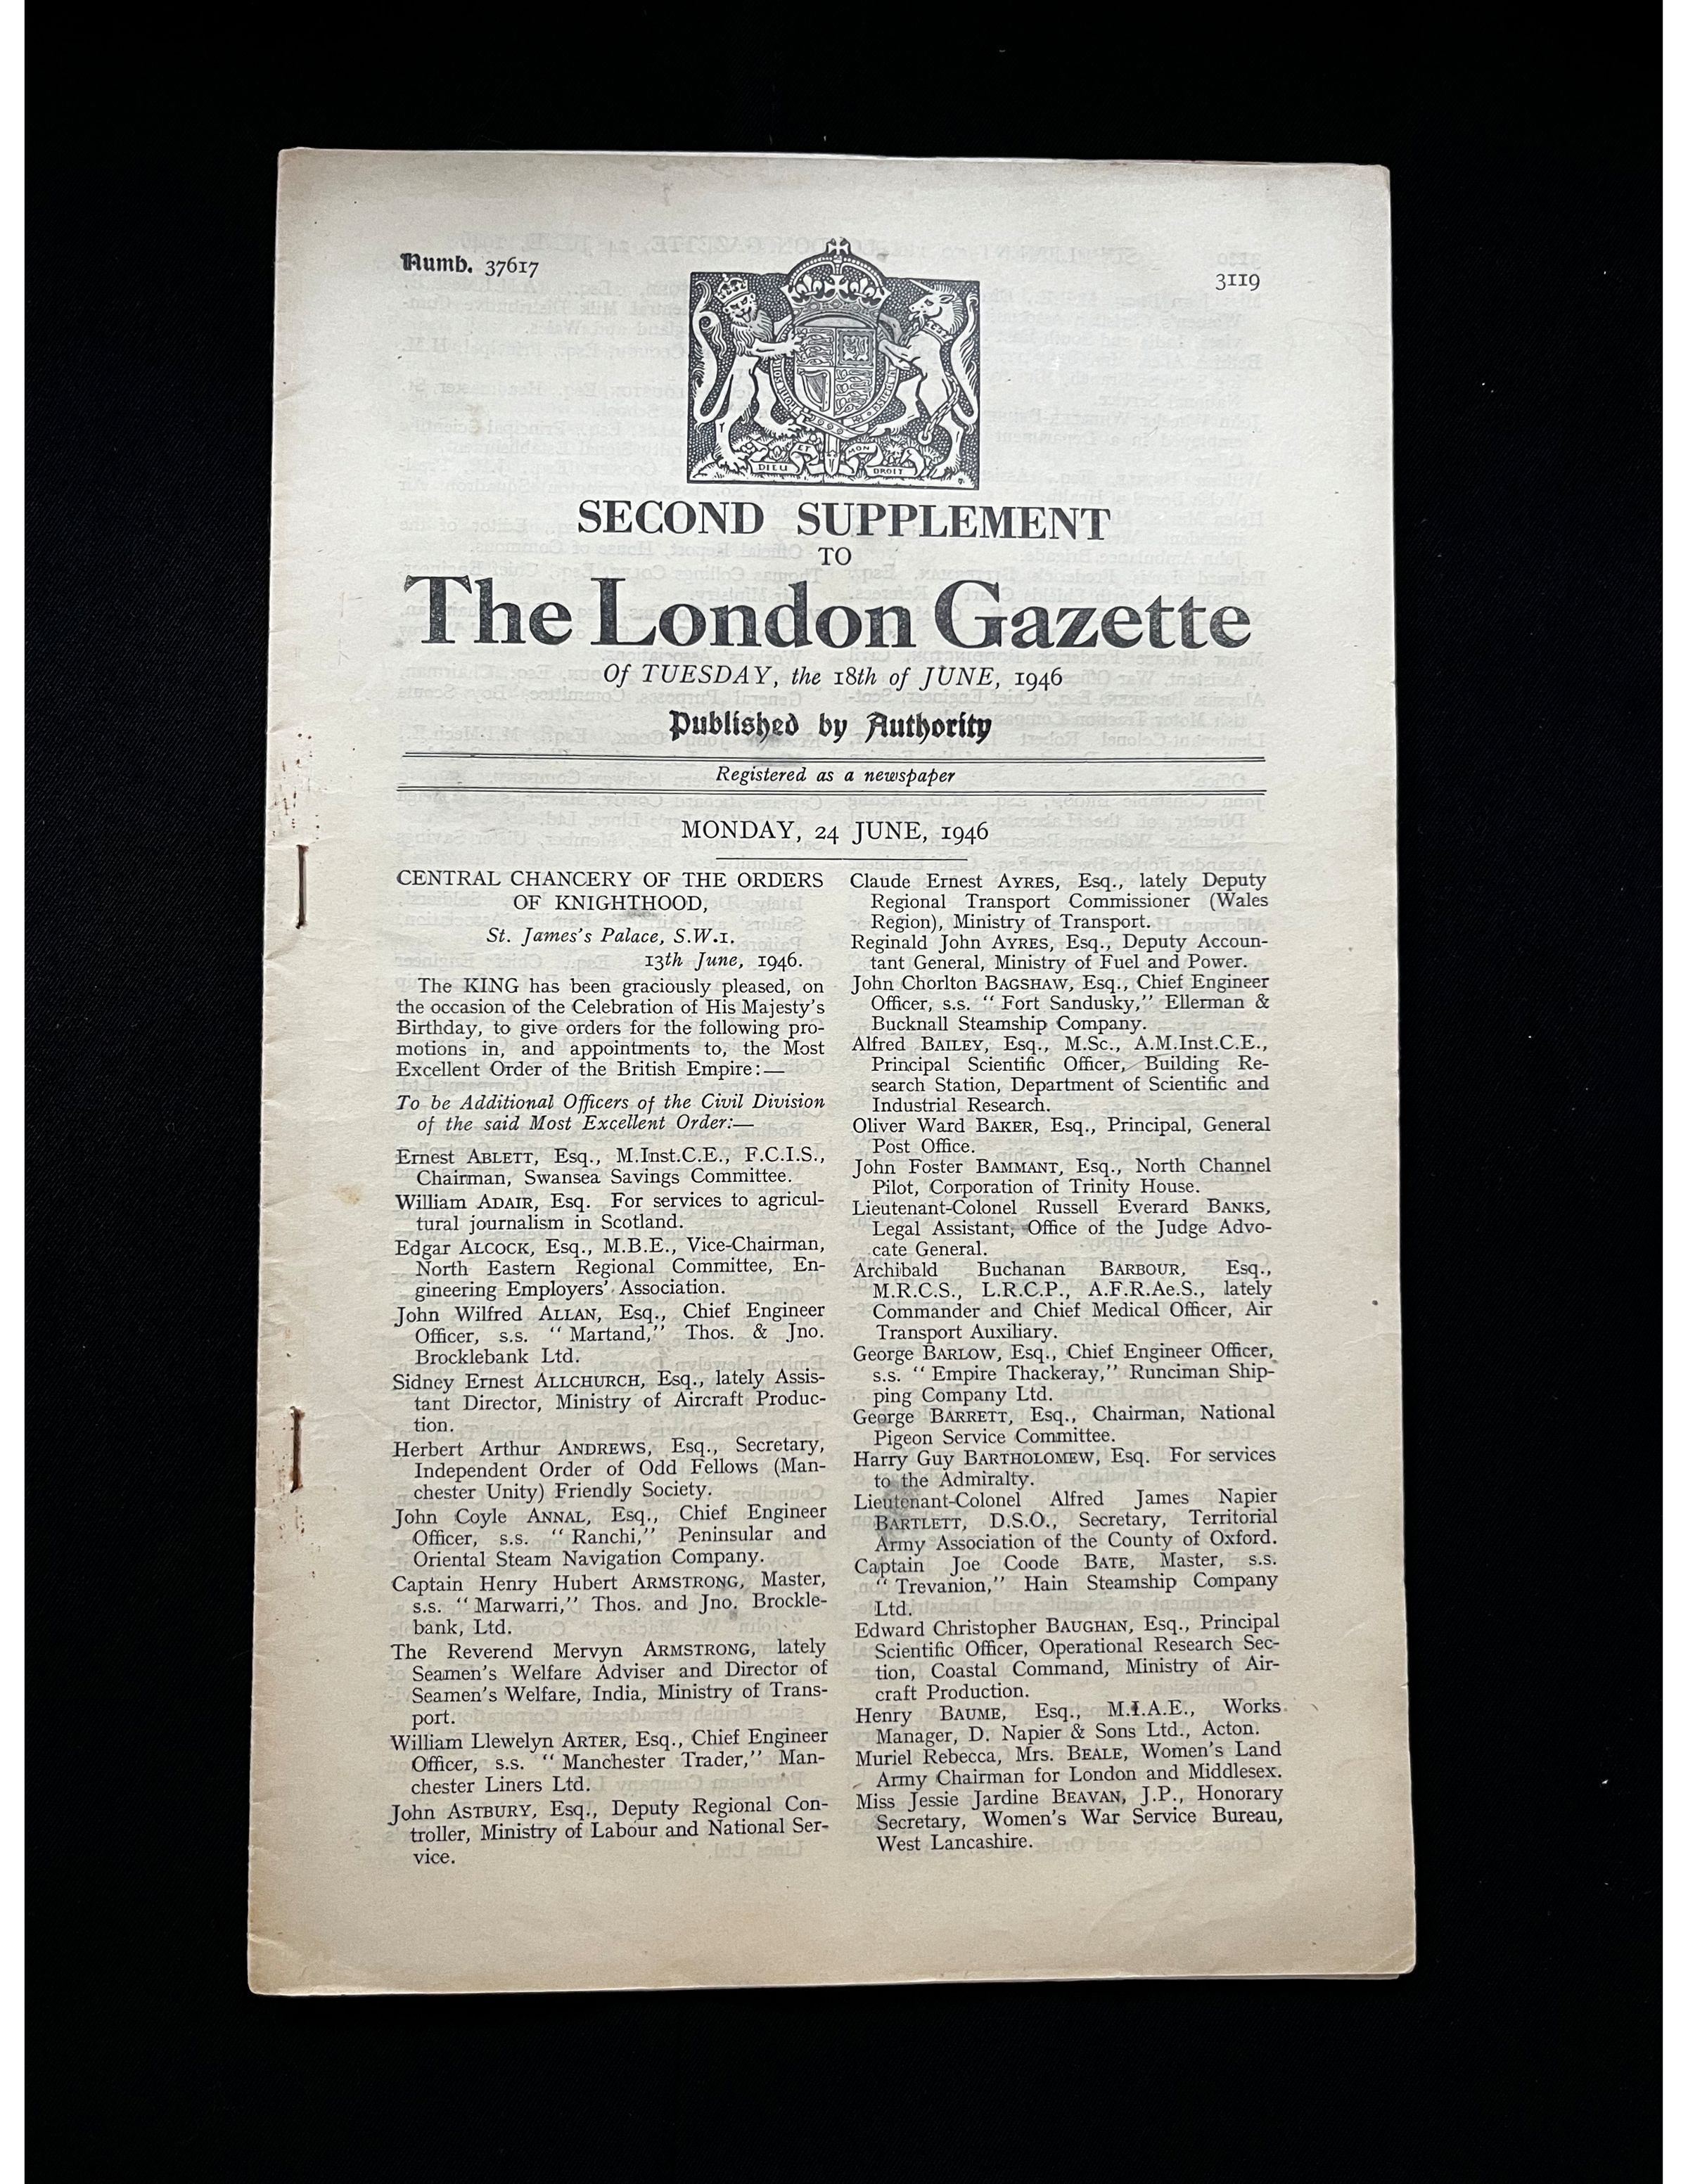 Numb. 37617
3119
DIEU ET MON DROIT
SECOND SUPPLEMENT
TO
The London Gazette
Of TUESDAY, the 18th of JUNE, 1946
Published by Authority
Registered as a newspaper
MONDAY, 24 JUNE, 1946
CENTRAL CHANCERY OF THE ORDERS
OF KNIGHTHOOD,
St. James's Palace, S.W.1.
13th June, 1946.
The KING has been graciously pleased, on
the occasion of the Celebration of His Majesty's
Birthday, to give orders for the following pro-
motions in, and appointments to, the Most
Excellent Order of the British Empire:—
To be Additional Officers of the Civil Division
of the said Most Excellent Order:—
Ernest ABLETT, Esq., M.Inst.C.E., F.C.I.S.,
Chairman, Swansea Savings Committee.
William ADAIR, Esq. For services to agricul-
tural journalism in Scotland.
Edgar ALCOCK, Esq., M.B.E., Vice-Chairman,
North Eastern Regional Committee, En-
gineering Employers' Association.
John Wilfred ALLAN, Esq., Chief Engineer
Officer, s.s. "Martand," Thos. & Jno.
Brocklebank Ltd.
Sidney Ernest ALLCHURCH, Esq., lately Assis-
tant Director, Ministry of Aircraft Produc-
tion.
Herbert Arthur ANDREWS, Esq., Secretary,
Independent Order of Odd Fellows (Man-
chester Unity) Friendly Society.
John Coyle ANNAL, Esq., Chief Engineer
Officer, s.s. "Ranchi," Peninsular and
Oriental Steam Navigation Company.
Captain Henry Hubert ARMSTRONG, Master,
s.s. "Marwarri," Thos. and Jno. Brockle-
bank, Ltd.
The Reverend Mervyn ARMSTRONG, lately
Seamen's Welfare Adviser and Director of
Seamen's Welfare, India, Ministry of Trans-
port.
William Llewelyn ARTER, Esq., Chief Engineer
Officer, s.s. "Manchester Trader," Man-
chester Liners Ltd.
John ASTBURY, Esq., Deputy Regional Con-
troller, Ministry of Labour and National Ser-
vice.
Claude Ernest AYRES, Esq., lately Deputy
Regional Transport Commissioner (Wales
Region), Ministry of Transport.
Reginald John AYRES, Esq., Deputy Accoun-
tant General, Ministry of Fuel and Power.
John Chorlton BAGSHAW, Esq., Chief Engineer
Officer, s.s. "Fort Sandusky," Ellerman &
Bucknall Steamship Company.
Alfred BAILEY, Esq., M.Sc., A.M.Inst.C.E.,
Principal Scientific Officer, Building Re-
search Station, Department of Scientific and
Industrial Research.
Oliver Ward BAKER, Esq., Principal, General
Post Office.
John Foster BAMMANT, Esq., North Channel
Pilot, Corporation of Trinity House.
Lieutenant-Colonel Russell Everard BANKS,
Legal Assistant, Office of the Judge Advo-
cate General.
Archibald Buchanan BARBOUR, Esq.,
M.R.C.S., L.R.C.P., A.F.R.Ae.S., lately
Commander and Chief Medical Officer, Air
Transport Auxiliary.
George BARLOW, Esq., Chief Engineer Officer,
s.s. "Empire Thackeray," Runciman Ship-
ping Company Ltd.
George BARRETT, Esq., Chairman, National
Pigeon Service Committee.
Harry Guy BARTHOLOMEW, Esq. For services
to the Admiralty.
Lieutenant-Colonel Alfred James Napier
BARTLETT, D.S.O., Secretary, Territorial
Army Association of the County of Oxford.
Captain Joe Coode BATE, Master, s.s.
"Trevanion," Hain Steamship Company
Ltd.
Edward Christopher BAUGHAN, Esq., Principal
Scientific Officer, Operational Research Sec-
tion, Coastal Command, Ministry of Air-
craft Production.
Henry BAUME, Esq., M.I.A.E., Works
Manager, D. Napier & Sons Ltd., Acton.
Muriel Rebecca, Mrs. BEALE, Women's Land
Army Chairman for London and Middlesex.
Miss Jessie Jardine BEAVAN, J.P., Honorary
Secretary, Women's War Service Bureau,
West Lancashire.